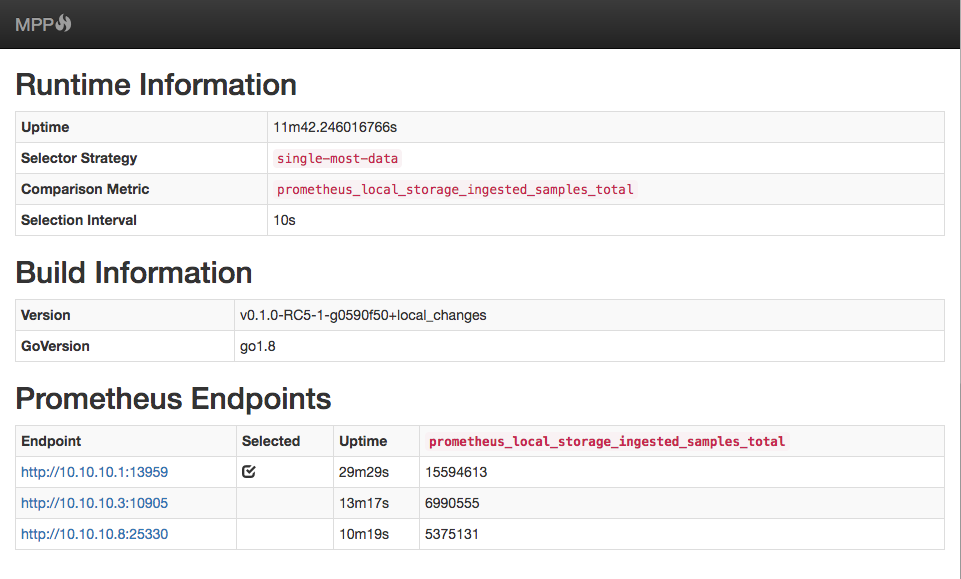 MPP
Runtime Information
Uptime 11m42.246016766s
Selector Strategy single-most-data
Comparison Metric prometheus_local_storage_ingested_samples_total
Selection Interval 10s
Build Information
Version v0.1.0-RC5-1-g0590f50+local_changes
GoVersion go1.8
Prometheus Endpoints
Endpoint Selected Uptime prometheus_local_storage_ingested_samples_total
http://10.10.10.1:13959 29m29s 15594613
http://10.10.10.3:10905 13m17s 6990555
http://10.10.10.8:25330 10m19s 5375131